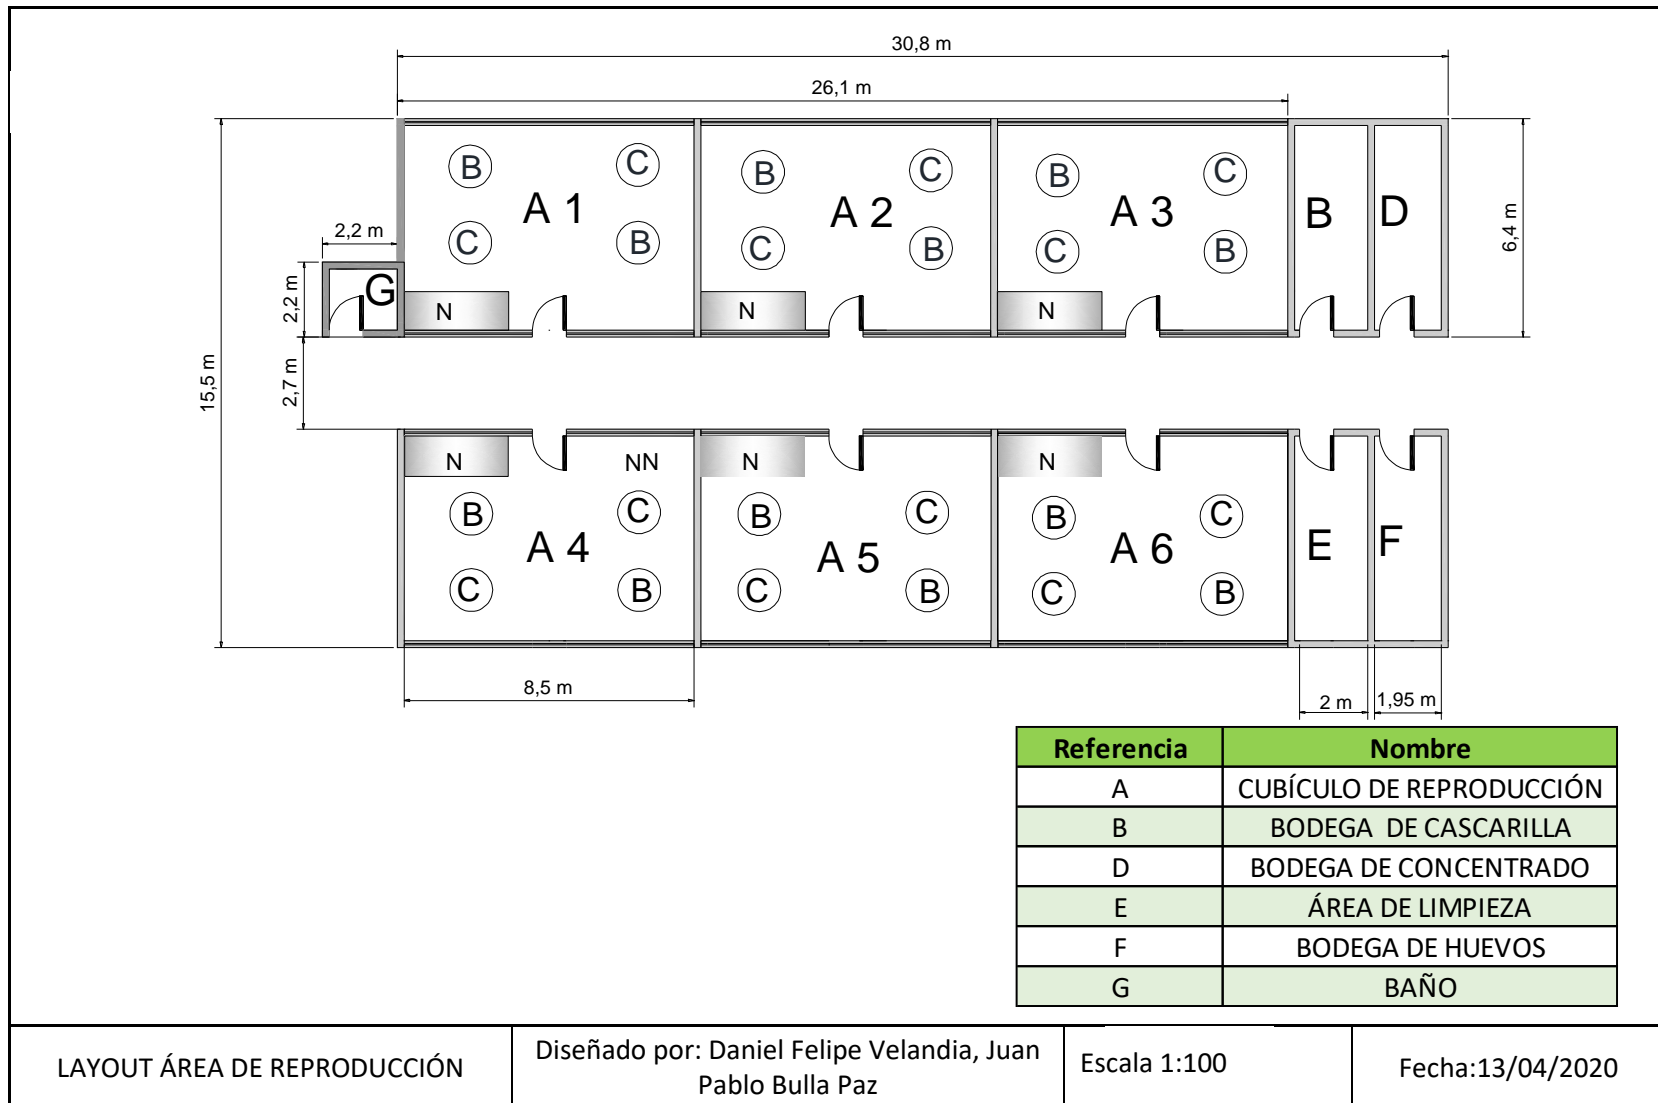 30,8 m
26,1 m
B
C
B
C
B
C
A 1
A 2
A 3
B
D
6,4 m
C
B
C
B
C
B
2,2 m
G
2,2 m
N
N
N
15,5 m
2,7 m
N
NN
N
N
B
C
B
C
B
C
A 4
A 5
A 6
E
F
C
B
C
B
C
B
8,5 m
2 m
1,95 m
Referencia Nombre
A CUBÍCULO DE REPRODUCCIÓN
B BODEGA DE CASCARILLA
D BODEGA DE CONCENTRADO
E ÁREA DE LIMPIEZA
F BODEGA DE HUEVOS
G BAÑO
LAYOUT ÁREA DE REPRODUCCIÓN
Diseñado por: Daniel Felipe Velandia, Juan
Pablo Bulla Paz
Escala 1:100
Fecha:13/04/2020